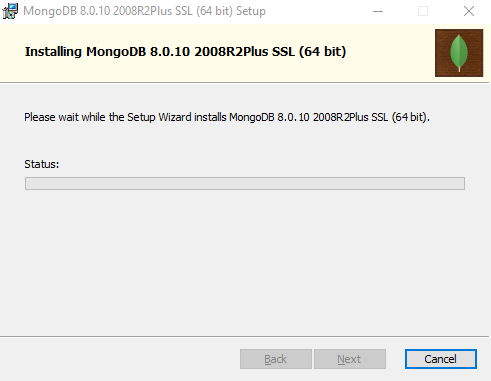 MongoDB 8.0.10 2008R2Plus SSL (64 bit) Setup
Installing MongoDB 8.0.10 2008R2Plus SSL (64 bit)
Please wait while the Setup Wizard installs MongoDB 8.0.10 2008R2Plus SSL (64 bit).
Status:
Back Next Cancel